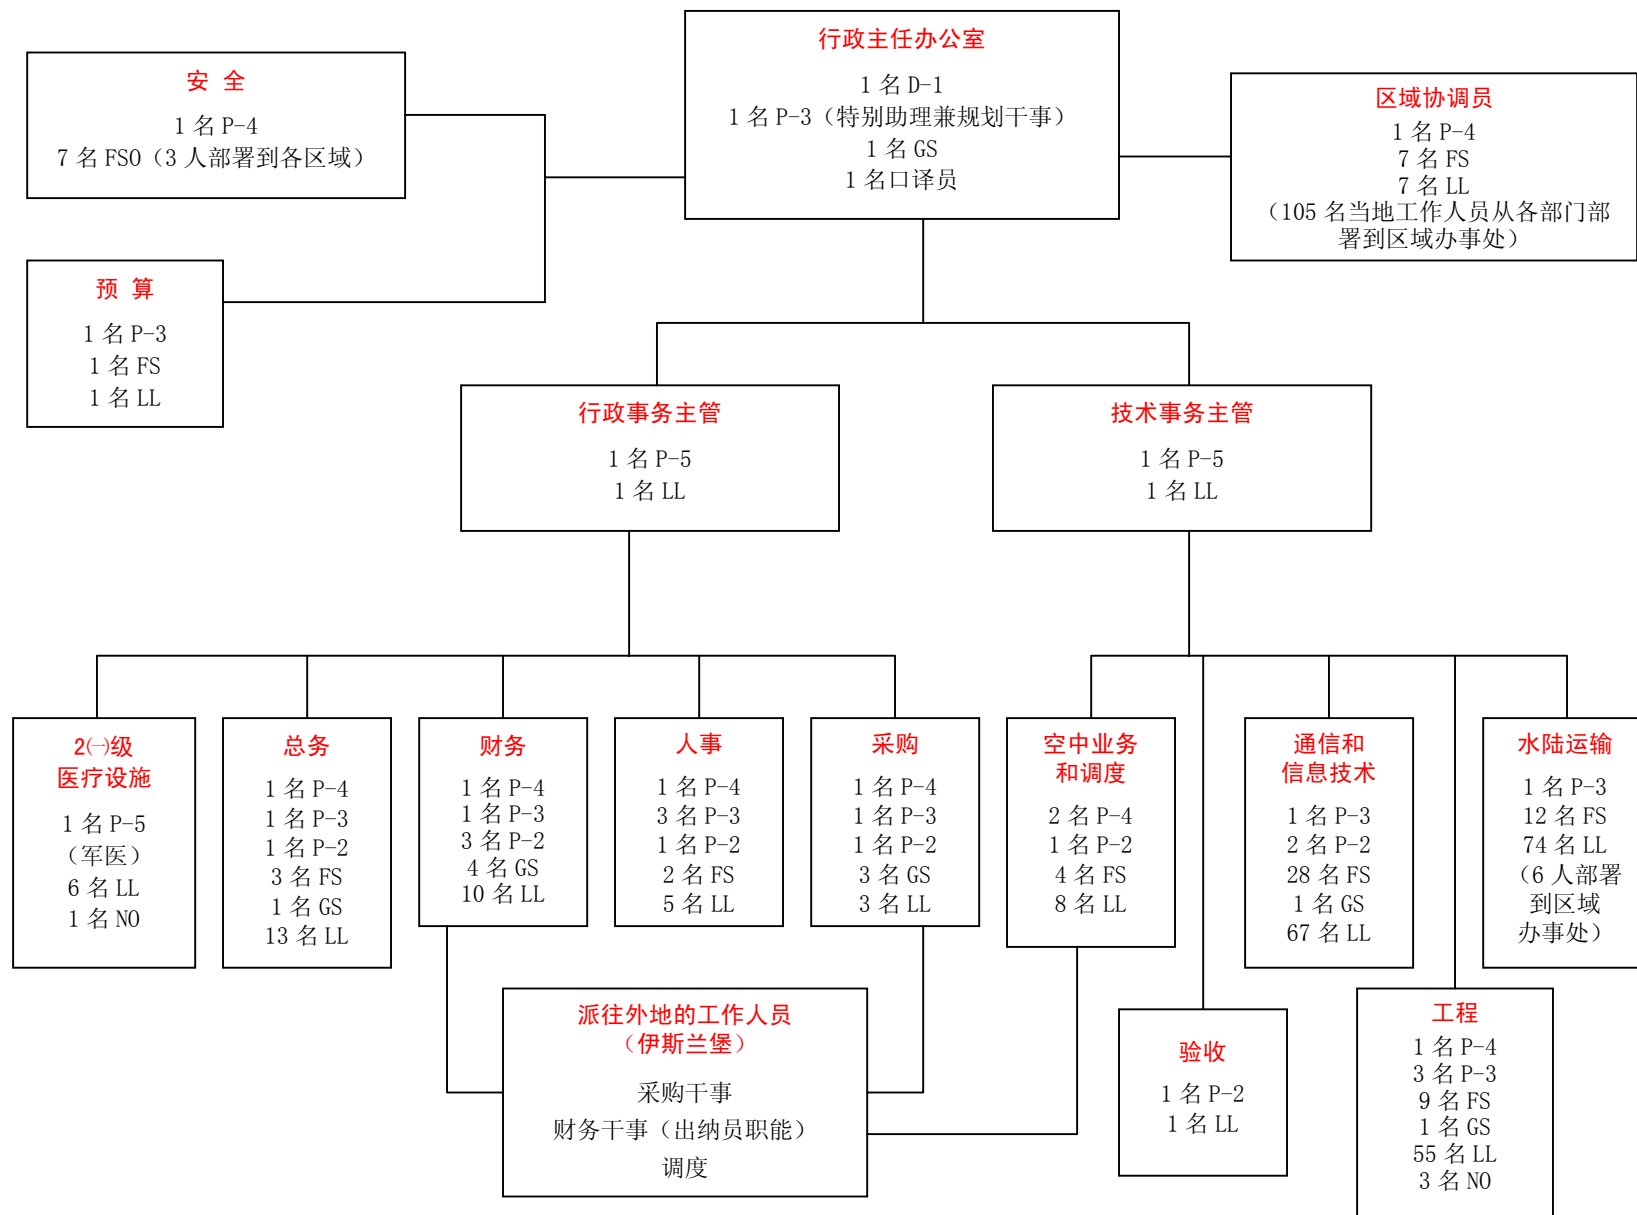 行政主任办公室
1 名 D-1
1 名 P-3（特别助理兼规划干事）
1 名 GS
1 名口译员
安 全
1 名 P-4
7 名 FSO（3 人部署到各区域）
区域协调员
1 名 P-4
7 名 FS
7 名 LL
（105 名当地工作人员从各部门部
署到区域办事处）
预 算
1 名 P-3
1 名 FS
1 名 LL
行政事务主管
1 名 P-5
1 名 LL
技术事务主管
1 名 P-5
1 名 LL
2㈠级
医疗设施
1 名 P-5
（军医）
6 名 LL
1 名 NO
总务
1 名 P-4
1 名 P-3
1 名 P-2
3 名 FS
1 名 GS
13 名 LL
财务
1 名 P-4
1 名 P-3
3 名 P-2
4 名 GS
10 名 LL
人事
1 名 P-4
3 名 P-3
1 名 P-2
2 名 FS
5 名 LL
采购
1 名 P-4
1 名 P-3
1 名 P-2
3 名 GS
3 名 LL
空中业务
和调度
2 名 P-4
1 名 P-2
4 名 FS
8 名 LL
通信和
信息技术
1 名 P-3
2 名 P-2
28 名 FS
1 名 GS
67 名 LL
水陆运输
1 名 P-3
12 名 FS
74 名 LL
（6 人部署
到区域
办事处）
派往外地的工作人员
（伊斯兰堡）
采购干事
财务干事（出纳员职能）
调度
验收
1 名 P-2
1 名 LL
工程
1 名 P-4
3 名 P-3
9 名 FS
1 名 GS
55 名 LL
3 名 NO